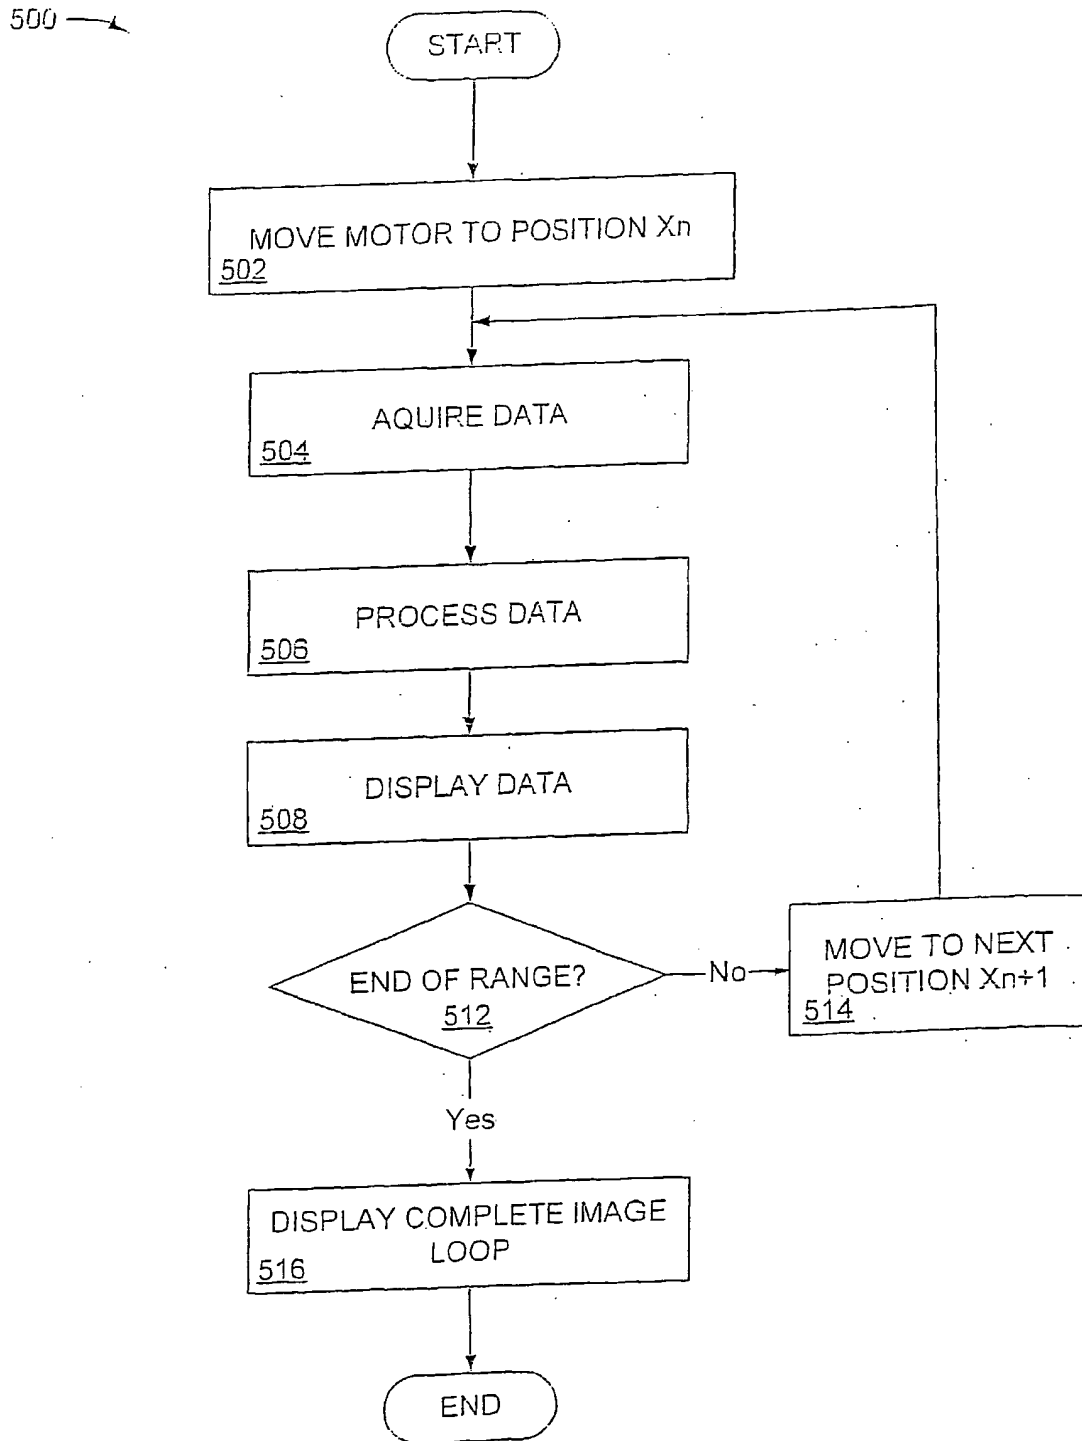 500
START
MOVE MOTOR TO POSITION Xn
502
AQUIRE DATA
504
PROCESS DATA
506
DISPLAY DATA
508
END OF RANGE?
512
No
MOVE TO NEXT
POSITION Xn+1
514
Yes
DISPLAY COMPLETE IMAGE
LOOP
516
END